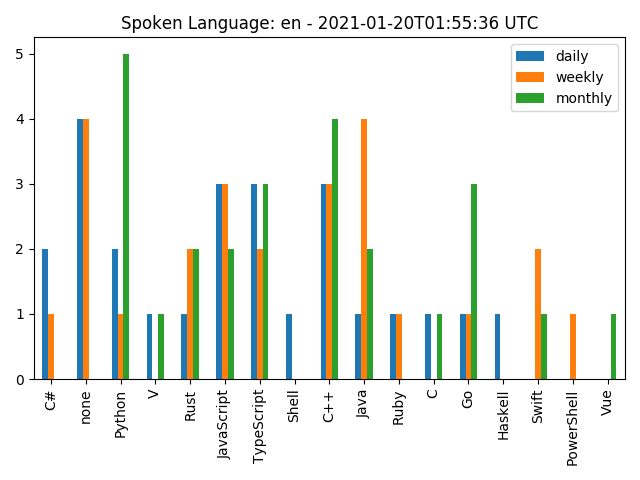 Spoken Language: en - 2021-01-20T01:55:36 UTC
daily
weekly
monthly
5
4
3
2
1
0
C#
none
Python
V
Rust
JavaScript
TypeScript
Shell
C++
Java
Ruby
C
Go
Haskell
Swift
PowerShell
Vue